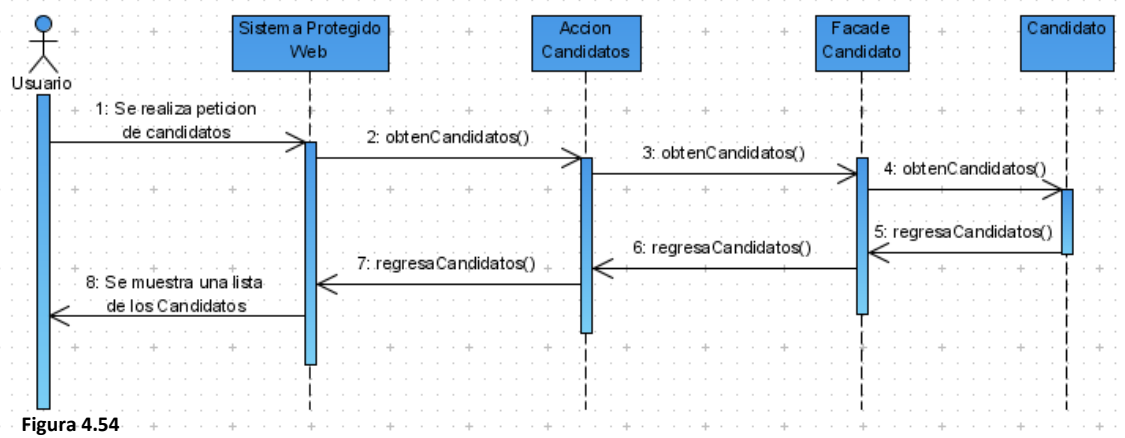 Sistema Protegido
Web
Accion
Candidatos
Facade
Candidato
Candidato
Usuario
1: Se realiza peticion
de candidatos
2: obtenCandidatos()
3: obtenCandidatos()
4: obtenCandidatos()
5: regresaCandidatos()
6: regresaCandidatos()
7: regresaCandidatos()
8: Se muestra una lista
de los Candidatos
Figura 4.54